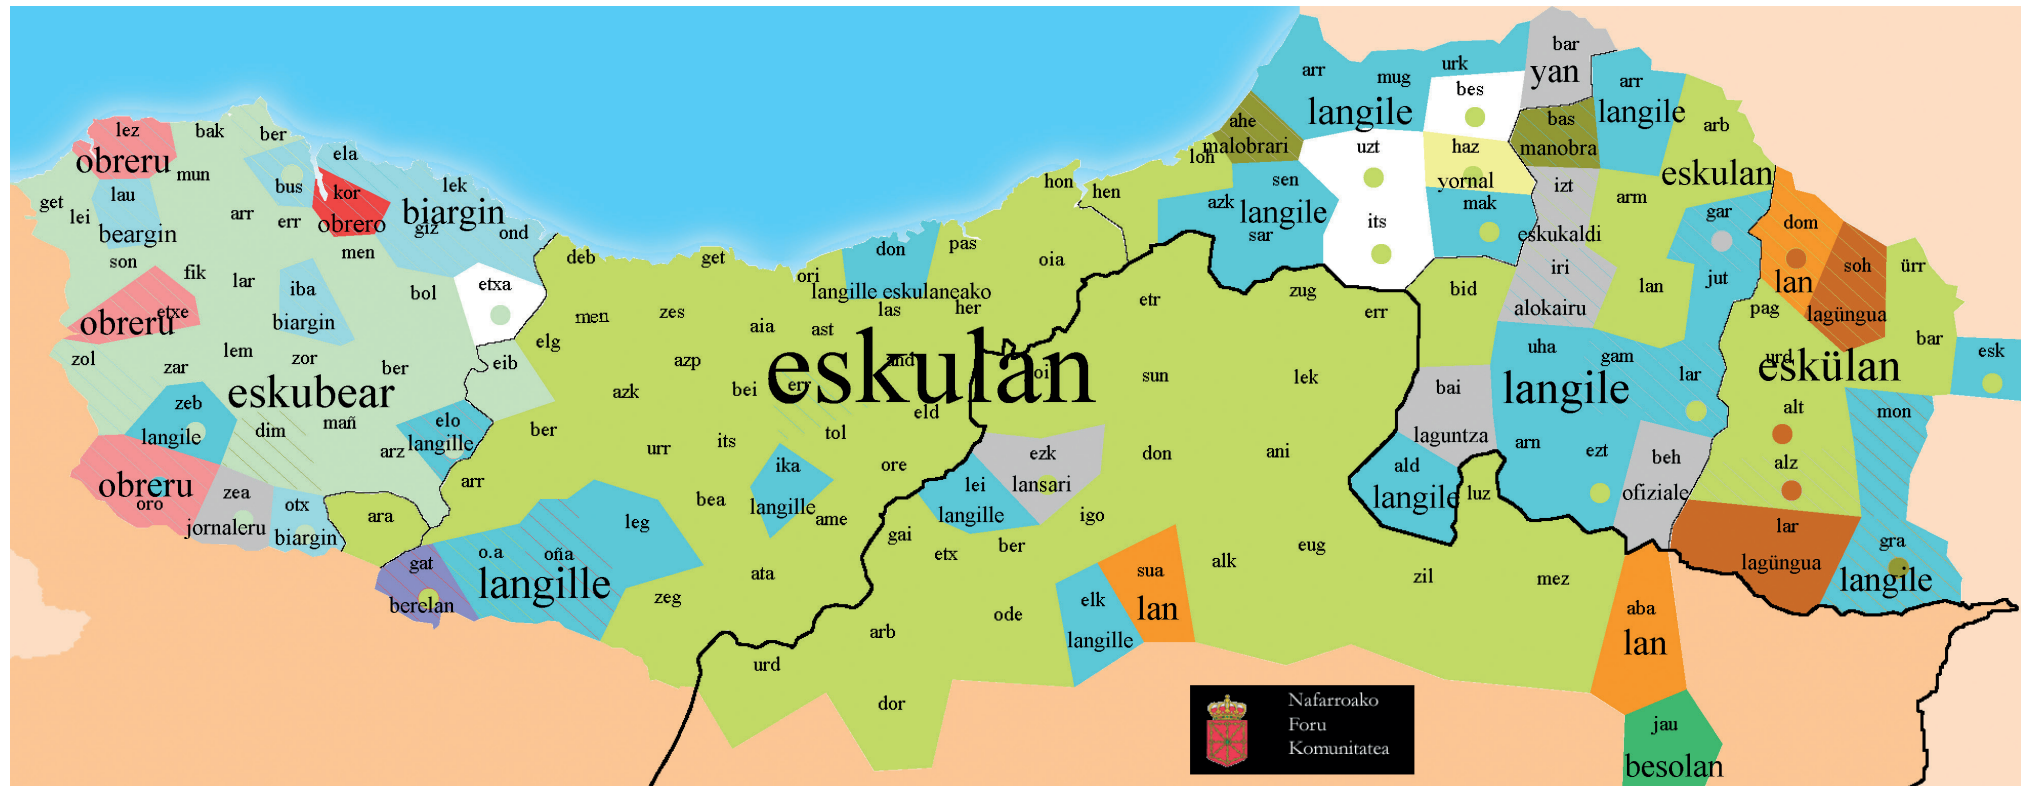 bar
yan
arr
mug
urk
bes
arr
langile
langile
lez
bak
ber
ahe
malobrari
bas
manobra
arb
obreru
ela
uzt
haz
loh
mun
lau
bus
kor
lek
hon
hen
sen
yornal
izt
eskulan
get
lei
arr
err
obrero
biargin
giz
ond
azk
langile
sar
its
mak
arm
gar
dom
beargin
men
deb
get
don
pas
oia
eskukaldi
son
fik
lar
iba
bol
etxa
ori
langille eskulaneako
etr
zug
bid
iri
lan
jut
lan
soh
ürr
etxe
obreru
biargin
men
zes
aia
ast
las
her
err
alokairu
pag
lagüngua
zol
zar
lem
zor
ber
eib
elg
azp
and
eskulan
oi
sun
lek
uha
gam
lar
langile
urd
eskülan
bar
esk
eskubear
azk
bei
err
eld
bai
laguntza
alt
mon
zeb
langile
dim
mañ
arz
elo
langille
ber
urr
its
tol
ore
ezk
lansari
don
ani
arn
ezt
beh
ofiziale
alz
obreru
oro
zea
jornaleru
otx
biargin
ara
arr
ika
langille
bea
ame
lei
langille
gai
igo
ald
langile
luz
gat
berelan
o.a
oña
leg
langille
ata
zeg
etx
ber
sua
lan
alk
eug
zil
mez
lar
lagüngua
gra
langile
arb
ode
elk
langille
aba
lan
urd
dor
jau
besolan
Nafarroako
Foru
Komunitatea